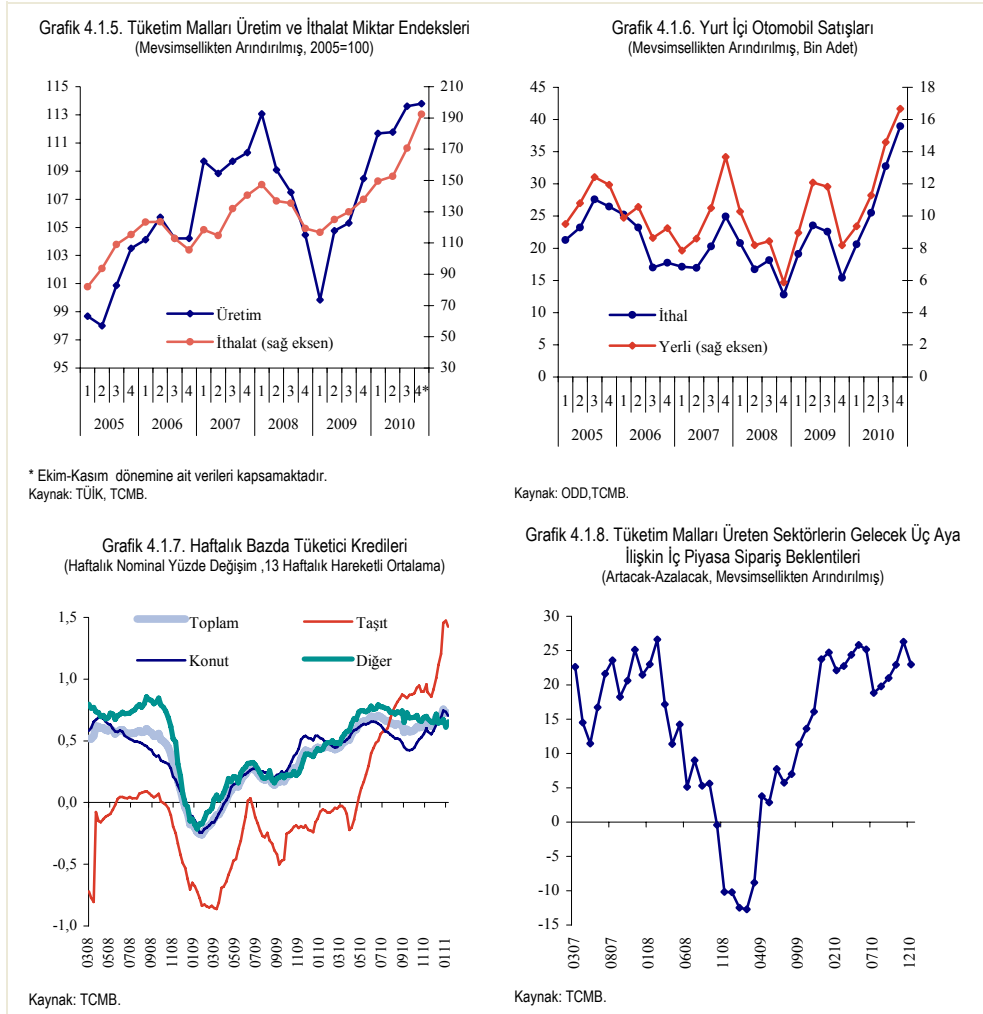 Grafik 4.1.5. Tüketim Malları Üretim ve İthalat Miktar Endeksleri
(Mevsimsellikten Arındırılmış, 2005=100)
115
113
111
109
107
105
103
101
99
97
95
210
190
170
150
130
110
90
70
50
30
Üretim
İthalat (sağ eksen)
1 2 3 4 1 2 3 4 1 2 3 4 1 2 3 4 1 2 3 4 1 2 3 4*
2005 2006 2007 2008 2009 2010
* Ekim-Kasım dönemine ait verileri kapsamaktadır.
Kaynak: TÜİK, TCMB.
Grafik 4.1.6. Yurt İçi Otomobil Satışları
(Mevsimsellikten Arındırılmış, Bin Adet)
45
40
35
30
25
20
15
10
5
0
18
16
14
12
10
8
6
4
2
0
İthal
Yerli (sağ eksen)
1 2 3 4 1 2 3 4 1 2 3 4 1 2 3 4 1 2 3 4 1 2 3 4
2005 2006 2007 2008 2009 2010
Kaynak: ODD,TCMB.
Grafik 4.1.7. Haftalık Bazda Tüketici Kredileri
(Haftalık Nominal Yüzde Değişim ,13 Haftalık Hareketli Ortalama)
1,5
1,0
0,5
0,0
-0,5
-1,0
Toplam
Taşıt
Konut
Diğer
0308 0508 0608 0808 0908 1108 0109 0209 0309 0509 0609 0709 0909 1009 1109 0110 0210 0410 0510 0610 0710 0910 1010 1110 0111
Kaynak: TCMB.
Grafik 4.1.8. Tüketim Malları Üreten Sektörlerin Gelecek Üç Aya
İlişkin İç Piyasa Sipariş Beklentileri
(Artacak-Azalacak, Mevsimsellikten Arındırılmış)
30
25
20
15
10
5
0
-5
-10
-15
0307 0807 0108 0608 1108 0409 0909 0210 0710 1210
Kaynak: TCMB.